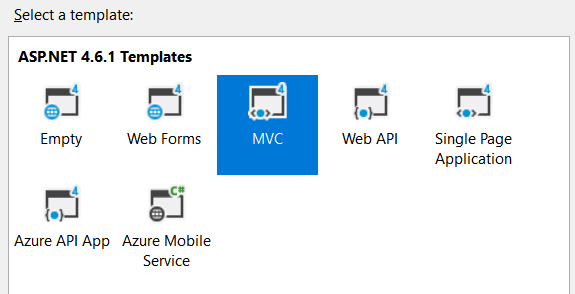 Select a template:
ASP.NET 4.6.1 Templates
4 4 4 4 4
Empty Web Forms MVC Web API Single Page
Application
4 C#
Azure API App Azure Mobile
Service